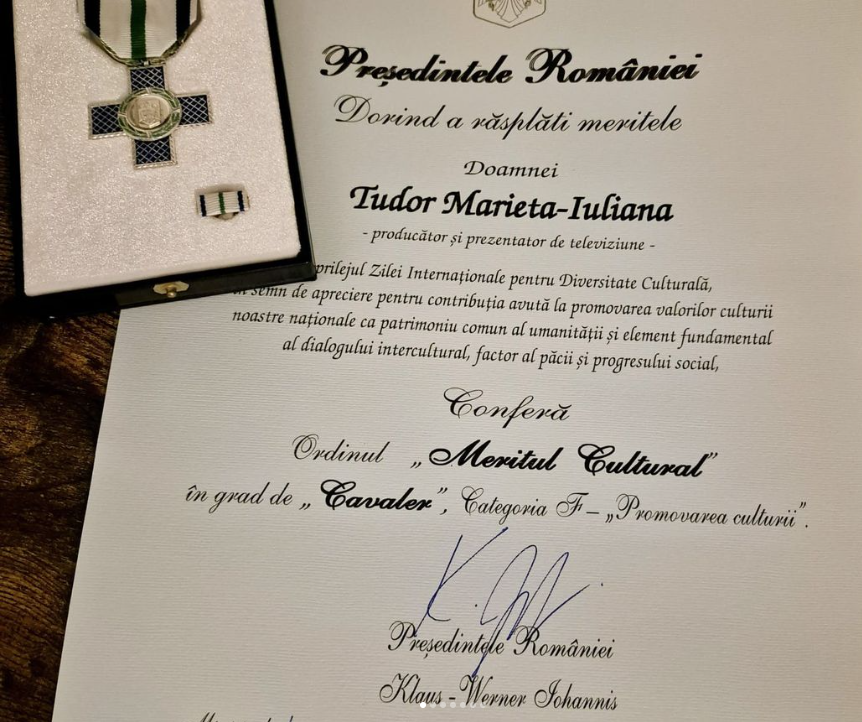 Președintele României
Dorind a răsplăti meritele
Doamnei
Tudor Marieta-Iuliana
- producător și prezentator de televiziune -
prilejul Zilei Internaționale pentru Diversitate Culturală,
semn de apreciere pentru contribuția avută la promovarea valorilor culturii
noastre naționale ca patrimoniu comun al umanității și element fundamental
al dialogului intercultural, factor al păcii și progresului social,
Conferă
Ordinul „Meritul Cultural”
în grad de „Cavaler”, Categoria F – „Promovarea culturii”.
Președintele României
Klaus - Werner Iohannis